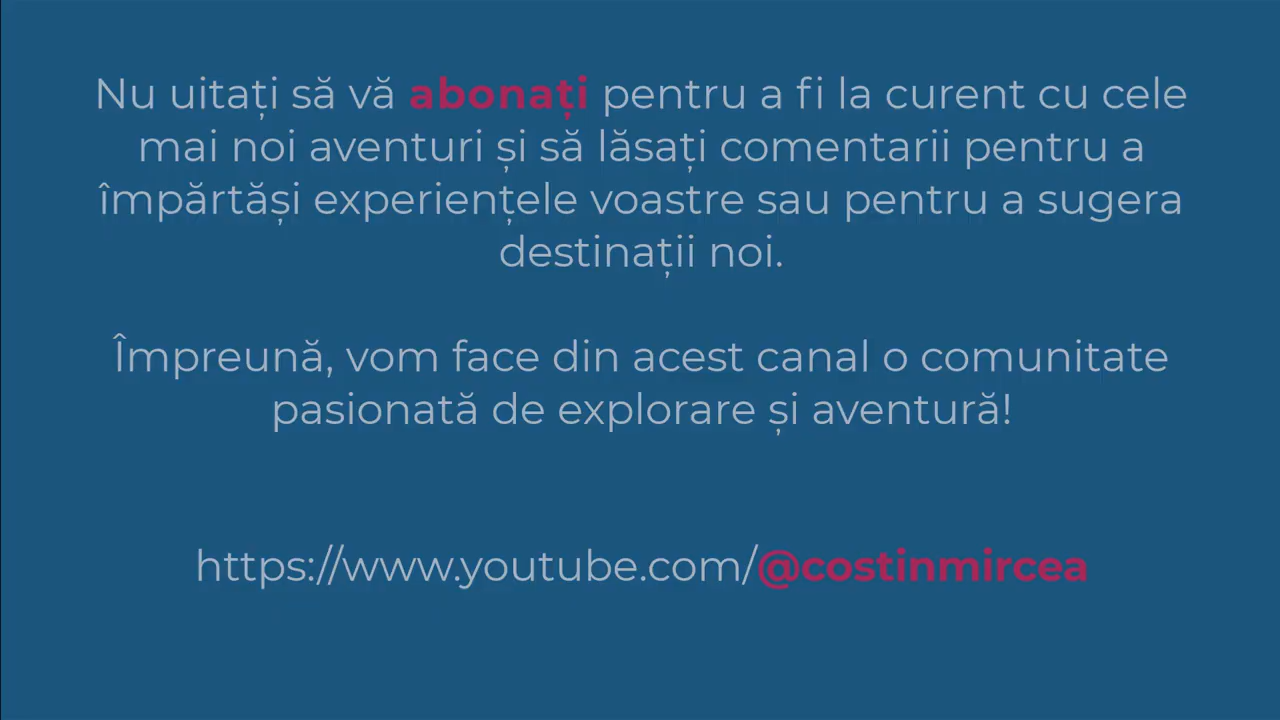 Nu uitați să vă abonați pentru a fi la curent cu cele
mai noi aventuri și să lăsați comentarii pentru a
împărtăși experiențele voastre sau pentru a sugera
destinații noi.
Împreună, vom face din acest canal o comunitate
pasionată de explorare și aventură!
https://www.youtube.com/@costinmircea